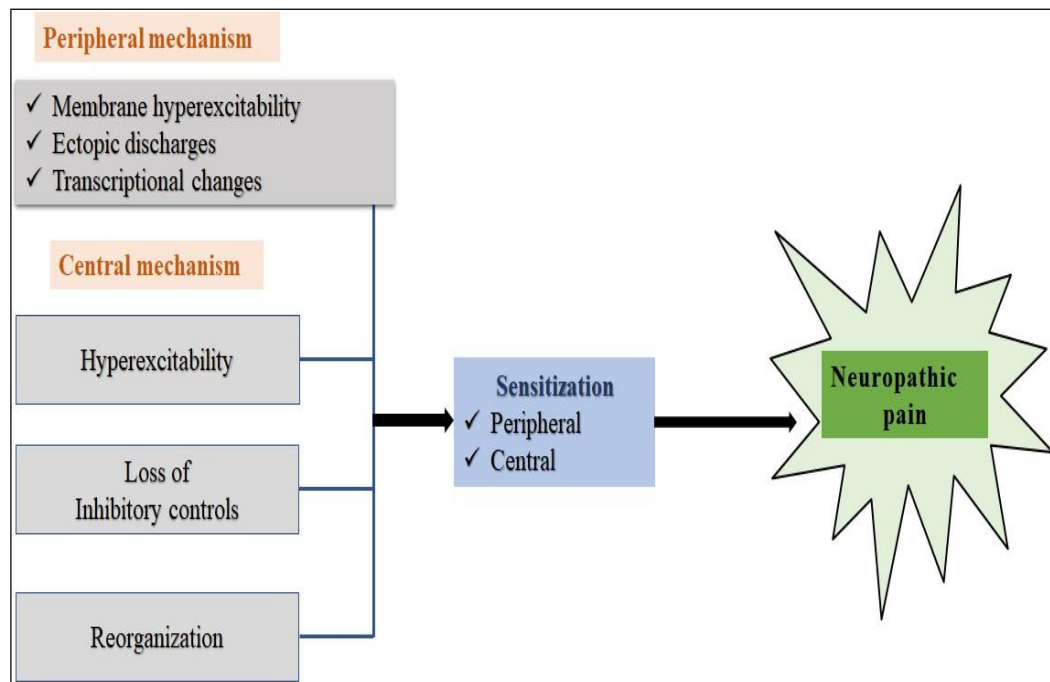 Peripheral mechanism
✓ Membrane hyperexcitability
✓ Ectopic discharges
✓ Transcriptional changes
Central mechanism
Hyperexcitability
Loss of
Inhibitory controls
Reorganization
Sensitization
✓ Peripheral
✓ Central
Neuropathic
pain